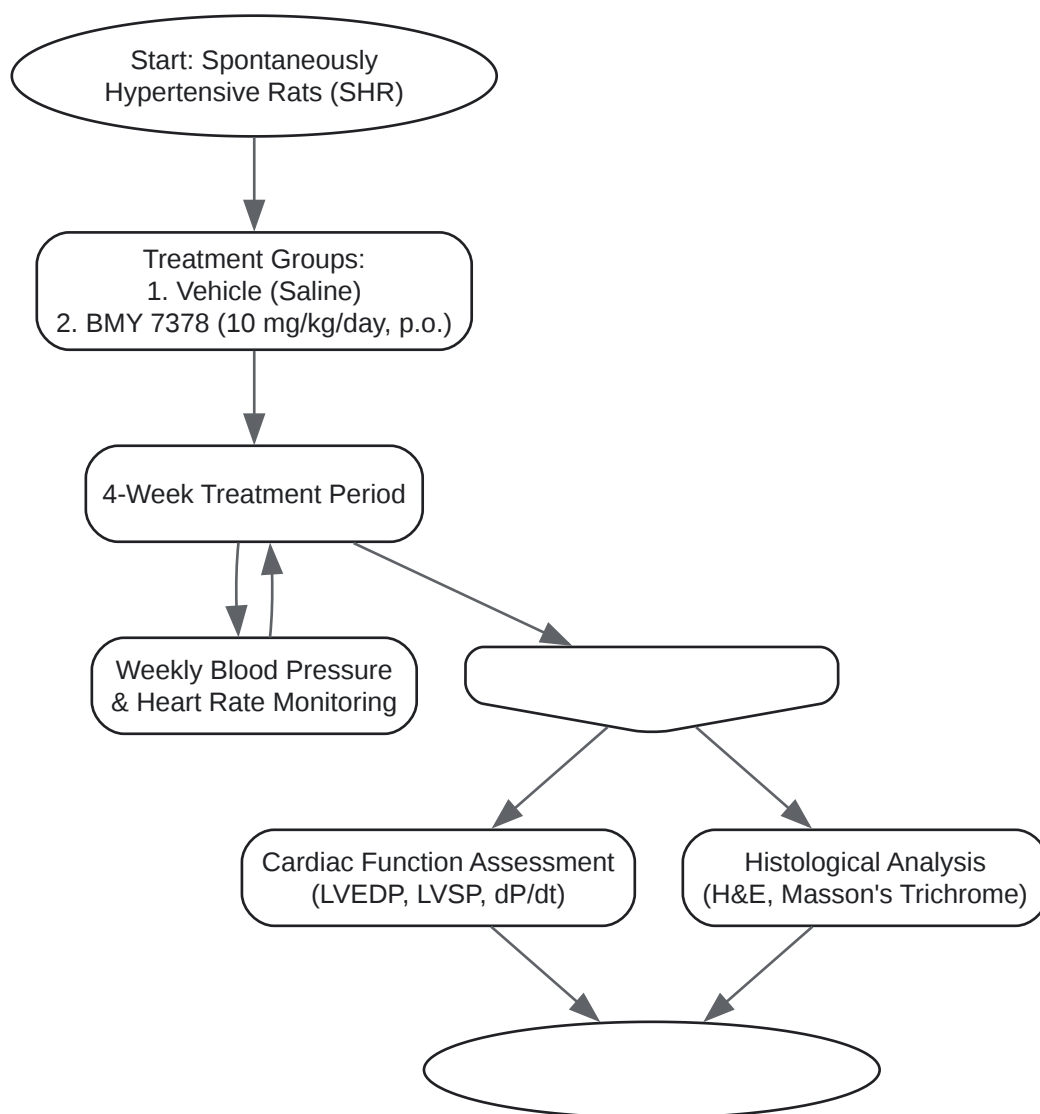 Start: Spontaneously
Hypertensive Rats (SHR)
Treatment Groups:
1. Vehicle (Saline)
2. BMY 7378 (10 mg/kg/day, p.o.)
4-Week Treatment Period
Weekly Blood Pressure
& Heart Rate Monitoring
Cardiac Function Assessment
(LVEDP, LVSP, dP/dt)
Histological Analysis
(H&E, Masson's Trichrome)